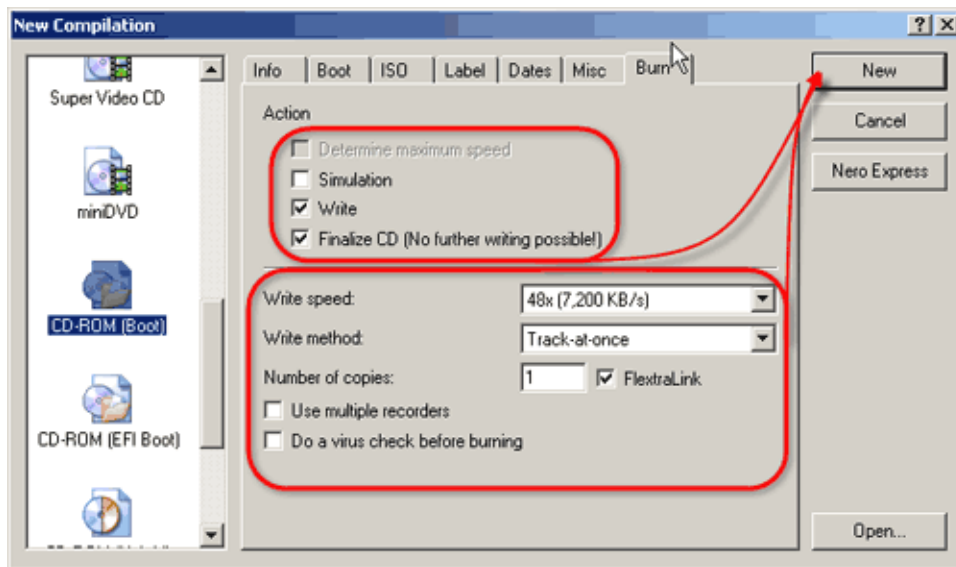 New Compilation
Super Video CD
miniDVD
CD-ROM (Boot)
CD-ROM (EFI Boot)
Info Boot ISO Label Dates Misc Burn
Action
Determine maximum speed
Simulation
Write
Finalize CD (No further writing possible!)
Write speed: 48x (7,200 KB/s)
Write method: Track-at-once
Number of copies: 1 FlextraLink
Use multiple recorders
Do a virus check before burning
New
Cancel
Nero Express
Open...